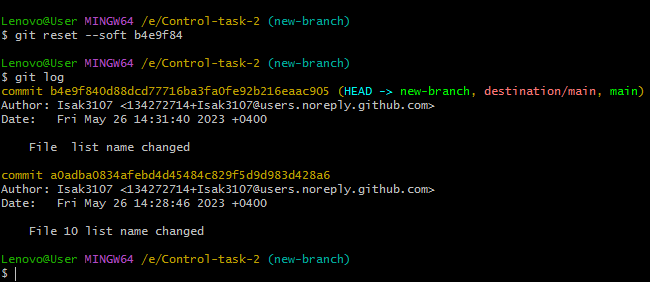 Lenovo@User MINGW64 /e/Control-task-2 (new-branch)
$ git reset --soft b4e9f84
Lenovo@User MINGW64 /e/Control-task-2 (new-branch)
$ git log
commit b4e9f840d88dcd77716ba3fa0fe92b216eaac905 (HEAD -> new-branch, destination/main, main)
Author: Isak3107 <134272714+Isak3107@users.noreply.github.com>
Date:   Fri May 26 14:31:40 2023 +0400
    File  list name changed
commit a0adba0834afebd4d45484c829f5d9d983d428a6
Author: Isak3107 <134272714+Isak3107@users.noreply.github.com>
Date:   Fri May 26 14:28:46 2023 +0400
    File 10 list name changed
Lenovo@User MINGW64 /e/Control-task-2 (new-branch)
$